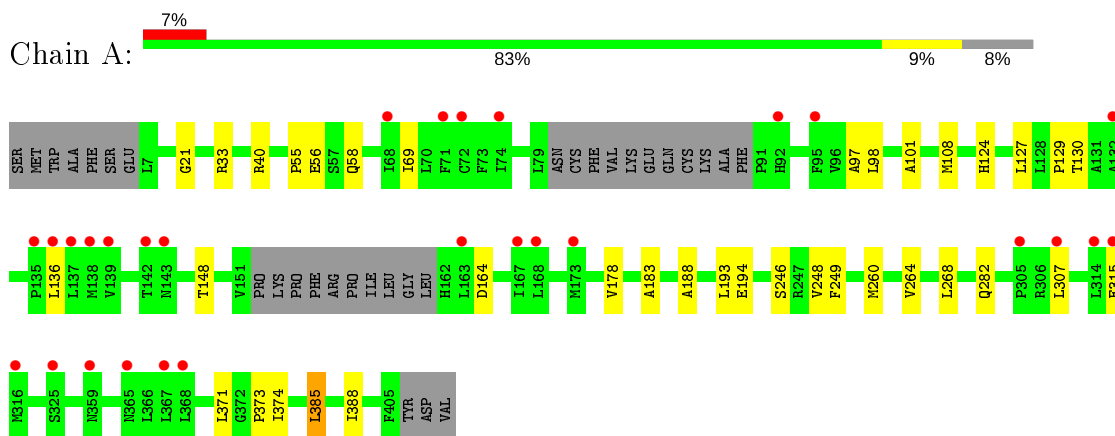 7%
Chain A:
83% 9% 8%
SER MET TRP ALA PHE SER GLU L7 G21 R33 R40 P55 E56 S57 Q58 I68 I69 L70 F71 C72 F73 I74 L79 ASN CYS PHE VAL LYS GLU GLN CYS LYS ALA PHE P91 H92 F95 V96 A97 L98 A101 M108 H124 L127 L128 P129 T130 A131 A132
P135 L136 L137 M138 V139 T142 N143 T148 V151 PRO LYS PRO PHE ARG PRO ILE LEU GLY LEU H162 L163 D164 I167 L168 M173 V178 A183 A188 L193 E194 S246 R247 V248 F249 M260 V264 L268 Q282 P305 R306 L307 L314 E315
M316 S325 N359 N365 L366 L367 L368 L371 G372 P373 I374 L385 I388 F405 TYR ASP VAL